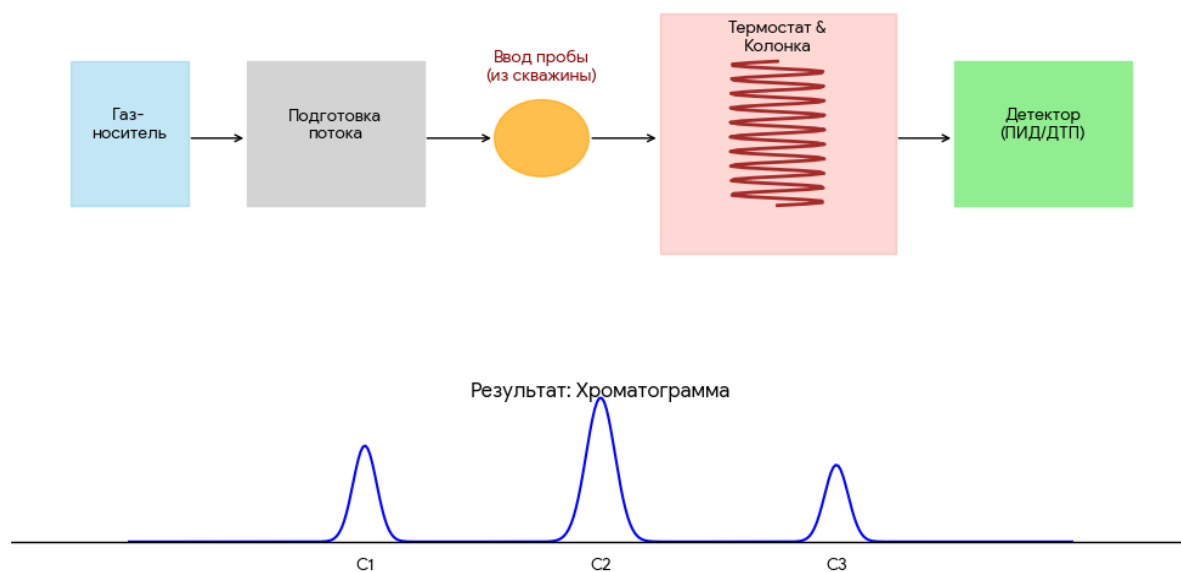 Газ-
носитель
Подготовка
потока
Ввод пробы
(из скважины)
Термостат &
Колонка
Детектор
(ПИД/ДТП)
Результат: Хроматограмма
C1
C2
C3